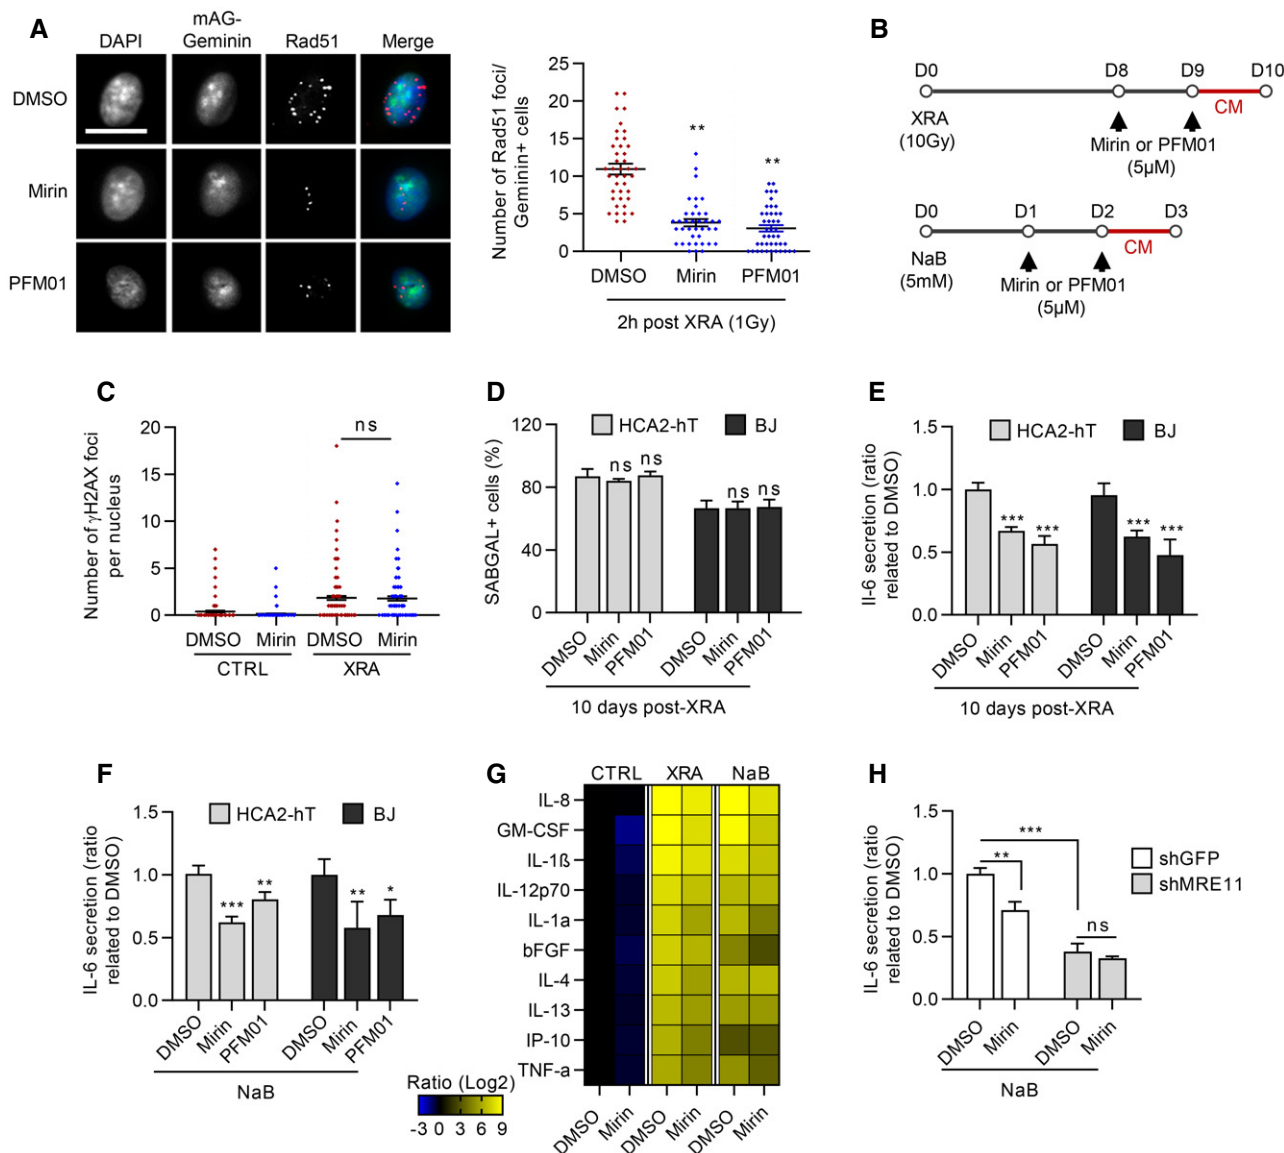 A
DAPI
mAG-
Geminin
Rad51
Merge
DMSO
Mirin
PFM01
Number of Rad51 foci/
Geminin+ cells
25
20
15
10
5
0
**
**
DMSO
Mirin
PFM01
2h post XRA (1Gy)
B
D0
D8
D9
D10
CM
XRA
(10Gy)
Mirin or PFM01
(5µM)
D0
D1
D2
D3
CM
NaB
(5mM)
Mirin or PFM01
(5µM)
C
Number of γH2AX foci
per nucleus
20
15
10
5
0
ns
DMSO
Mirin
DMSO
Mirin
CTRL
XRA
D
HCA2-hT
BJ
SABGAL+ cells (%)
120
80
40
0
ns
ns
ns
ns
DMSO
Mirin
PFM01
DMSO
Mirin
PFM01
10 days post-XRA
E
HCA2-hT
BJ
Il-6 secretion (ratio
related to DMSO)
1.5
1.0
0.5
0.0
***
***
***
***
DMSO
Mirin
PFM01
DMSO
Mirin
PFM01
10 days post-XRA
F
HCA2-hT
BJ
IL-6 secretion (ratio
related to DMSO)
1.5
1.0
0.5
0.0
***
**
**
*
DMSO
Mirin
PFM01
DMSO
Mirin
PFM01
NaB
G
CTRL
XRA
NaB
IL-8
GM-CSF
IL-1ß
IL-12p70
IL-1a
bFGF
IL-4
IL-13
IP-10
TNF-a
Ratio (Log2)
-3 0 3 6 9
DMSO
Mirin
DMSO
Mirin
DMSO
Mirin
H
IL-6 secretion (ratio
related to DMSO)
1.5
1.0
0.5
0.0
***
**
ns
shGFP
shMRE11
DMSO
Mirin
DMSO
Mirin
NaB